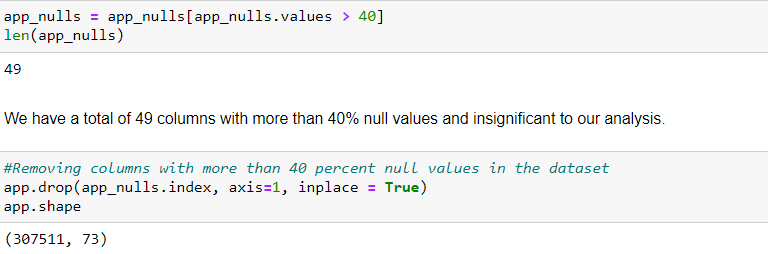 app_nulls = app_nulls[app_nulls.values > 40]
len(app_nulls)
49
We have a total of 49 columns with more than 40% null values and insignificant to our analysis.
#Removing columns with more than 40 percent null values in the dataset
app.drop(app_nulls.index, axis=1, inplace = True)
app.shape
(307511, 73)